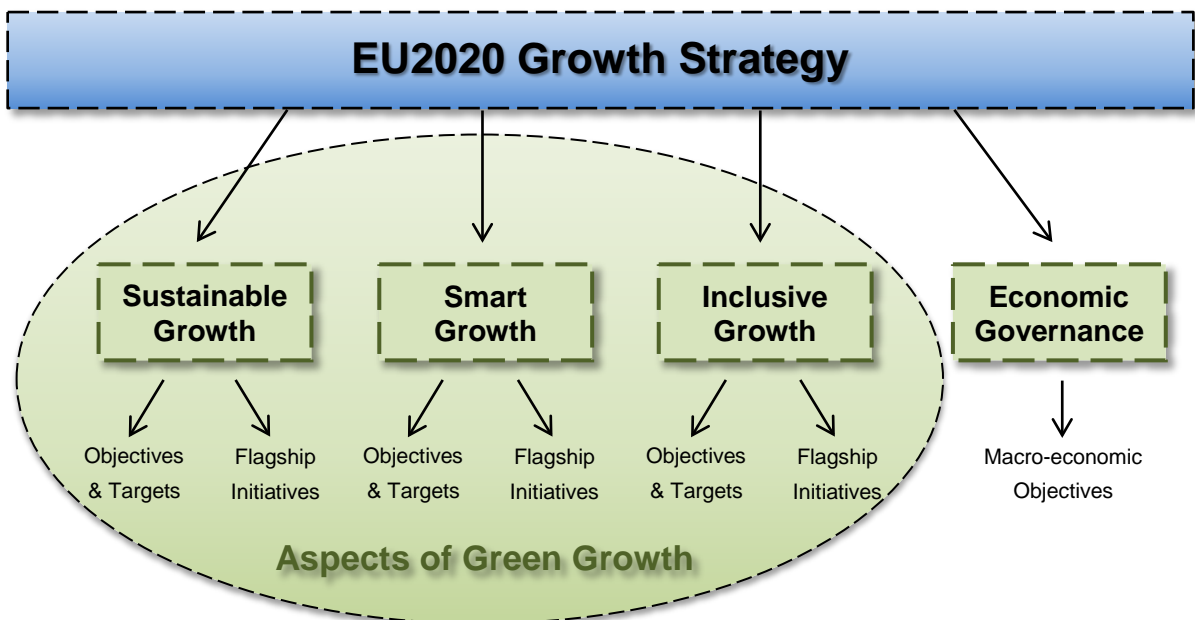 EU2020 Growth Strategy
Sustainable
Growth
Smart
Growth
Inclusive
Growth
Economic
Governance
Objectives
& Targets
Flagship
Initiatives
Objectives
& Targets
Flagship
Initiatives
Objectives
& Targets
Flagship
Initiatives
Macro-economic
Objectives
Aspects of Green Growth